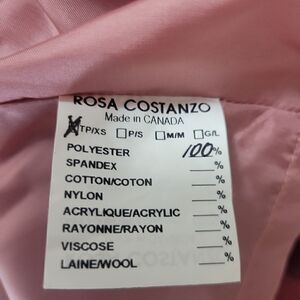 ROSA COSTANZO
Made in CANADA
TP/XS P/S M/M G/L
POLYESTER 100%
SPANDEX %
COTTON/COTON %
NYLON %
ACRYLIQUE/ACRYLIC %
RAYONNE/RAYON %
VISCOSE %
LAINE/WOOL %